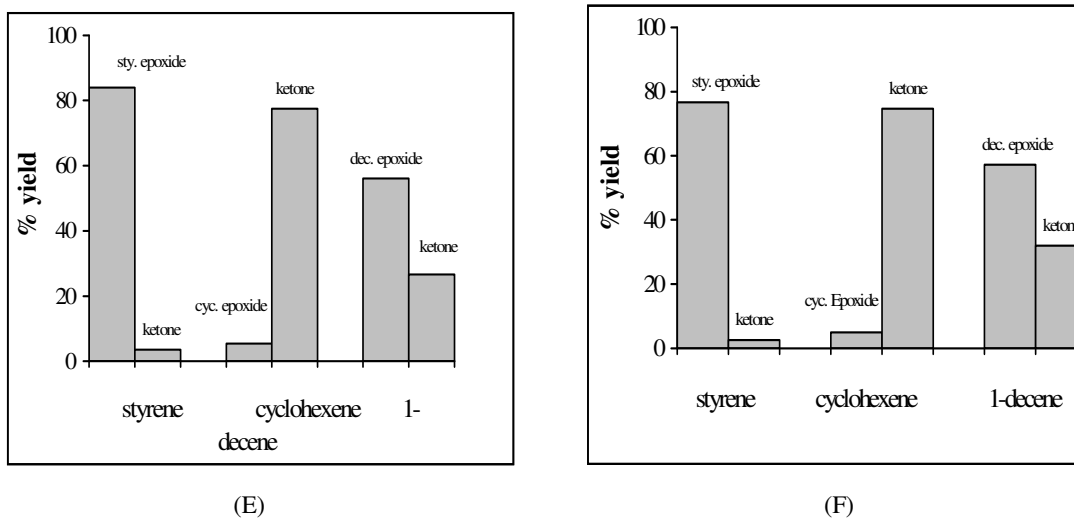 100
80
60
40
20
0
% yield
sty. epoxide
ketone
cyc. epoxide
ketone
dec. epoxide
ketone
styrene
cyclohexene
1-
decene
(E)
100
80
60
40
20
0
% yield
sty. epoxide
ketone
cyc. Epoxide
ketone
dec. epoxide
keton
styrene
cyclohexene
1-decene
(F)